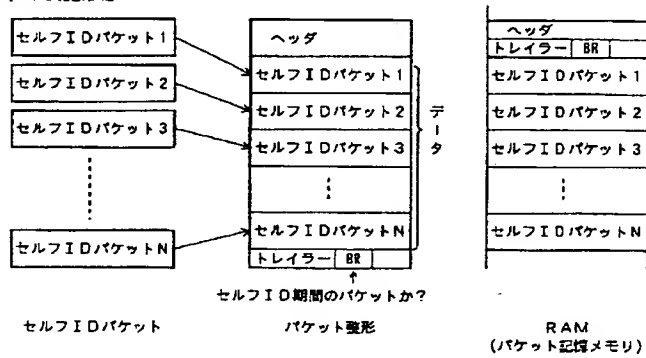 セルフIDパケット1
セルフIDパケット2
セルフIDパケット3
セルフIDパケットN
セルフIDパケット
ヘッダ
セルフIDパケット1
セルフIDパケット2
セルフIDパケット3
セルフIDパケットN
トレイラー BR
データ
セルフID期間のパケットか?
パケット整形
ヘッダ
トレイラー BR
セルフIDパケット1
セルフIDパケット2
セルフIDパケット3
セルフIDパケットN
RAM
(パケット記憶メモリ)